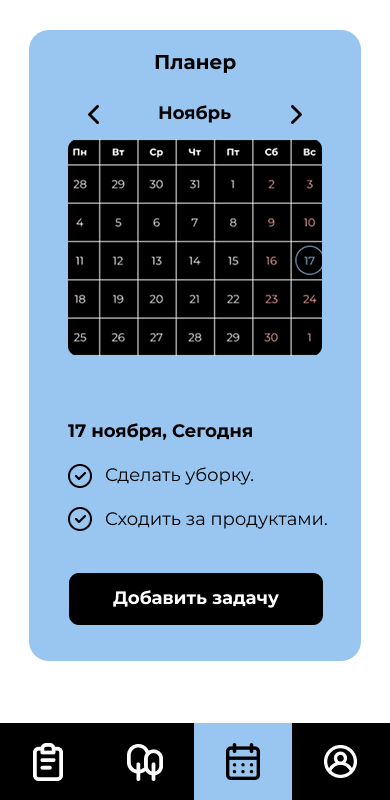 Планер
Ноябрь
Пн Вт Ср Чт Пт Сб Вс
28 29 30 31 1 2 3
4 5 6 7 8 9 10
11 12 13 14 15 16 17
18 19 20 21 22 23 24
25 26 27 28 29 30 1
17 ноября, Сегодня
Сделать уборку.
Сходить за продуктами.
Добавить задачу